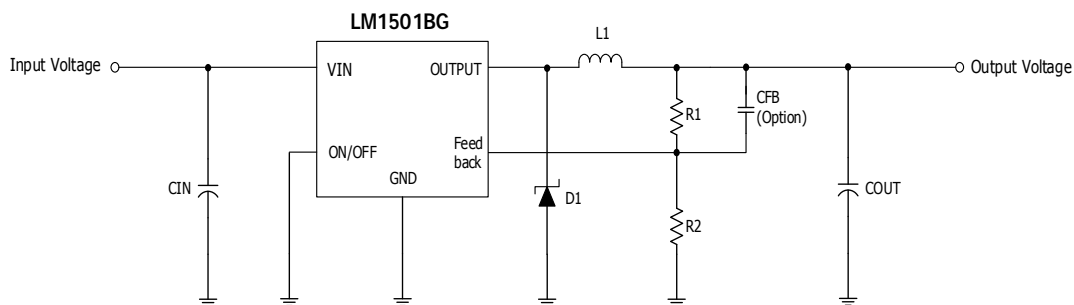 LM1501BG
L1
Input Voltage
VIN
OUTPUT
Output Voltage
CFB
(Option)
R1
ON/OFF
Feed
back
GND
CIN
D1
COUT
R2